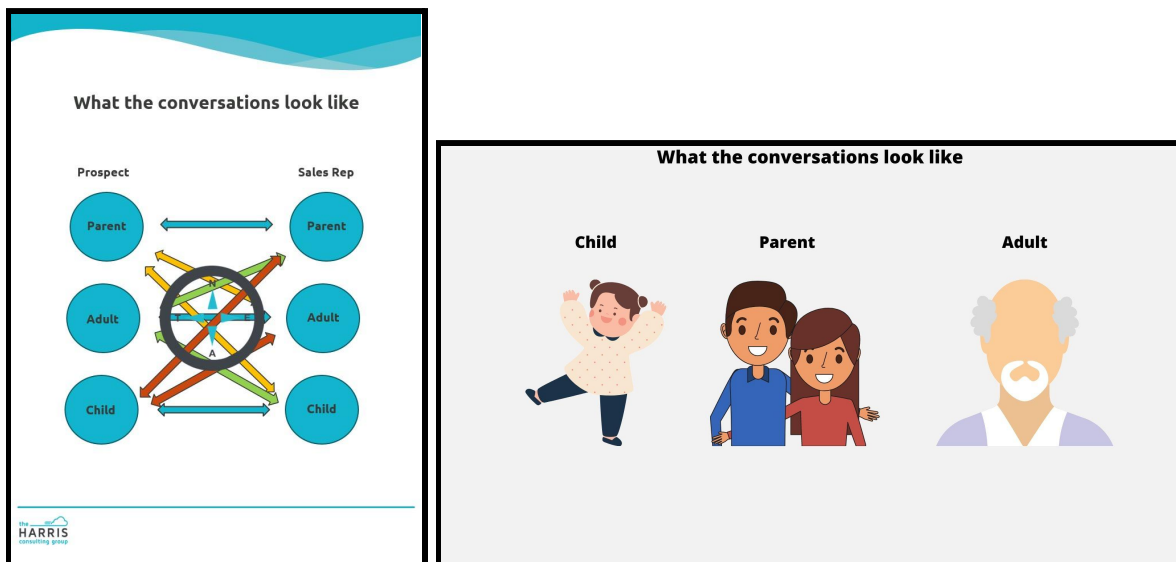 What the conversations look like
Prospect
Sales Rep
Parent
Parent
N
Adult
T
E
Adult
A
Child
Child
the
HARRIS
consulting group
What the conversations look like
Child
Parent
Adult